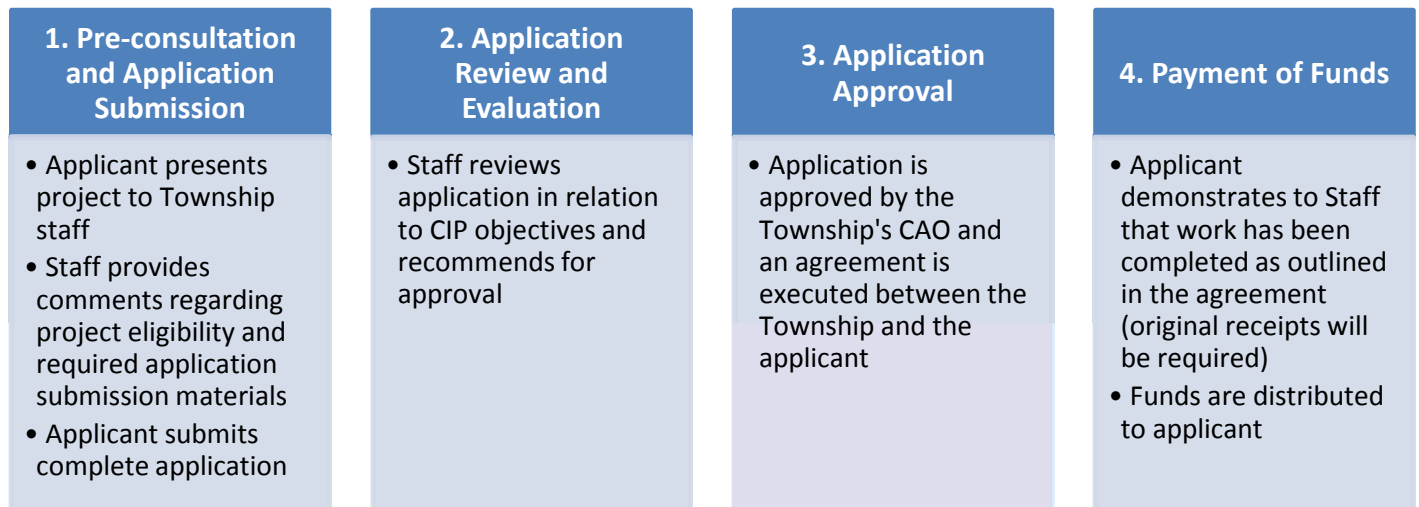 1. Pre-consultation
and Application
Submission
• Applicant presents
project to Township
staff
• Staff provides
comments regarding
project eligibility and
required application
submission materials
• Applicant submits
complete application
2. Application
Review and
Evaluation
• Staff reviews
application in relation
to CIP objectives and
recommends for
approval
3. Application
Approval
• Application is
approved by the
Township's CAO and
an agreement is
executed between the
Township and the
applicant
4. Payment of Funds
• Applicant
demonstrates to Staff
that work has been
completed as outlined
in the agreement
(original receipts will
be required)
• Funds are distributed
to applicant